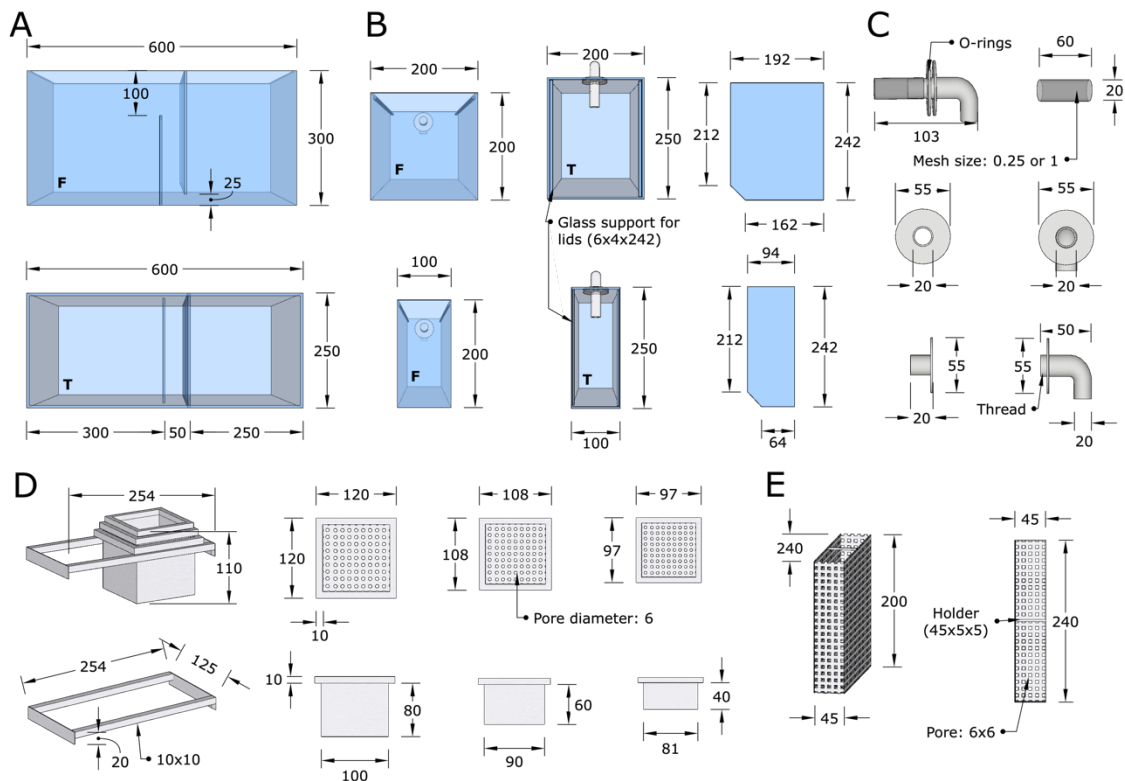 A
600
100
300
F
25
600
250
T
300
50
250
B
200
200
F
200
250
T
192
212
242
162
Glass support for
lids (6x4x242)
100
200
F
250
T
100
94
212
242
64
C
O-rings
103
60
20
Mesh size: 0.25 or 1
55
20
55
20
55
20
50
55
Thread
20
D
254
110
120
120
10
108
108
Pore diameter: 6
97
97
254
125
20
10x10
10
80
100
60
90
40
81
E
240
200
45
45
Holder
(45x5x5)
240
Pore: 6x6